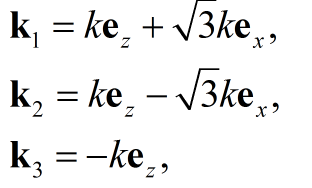 k₁ = ke_z + √3ke_x,
k₂ = ke_z − √3ke_x,
k₃ = −ke_z,